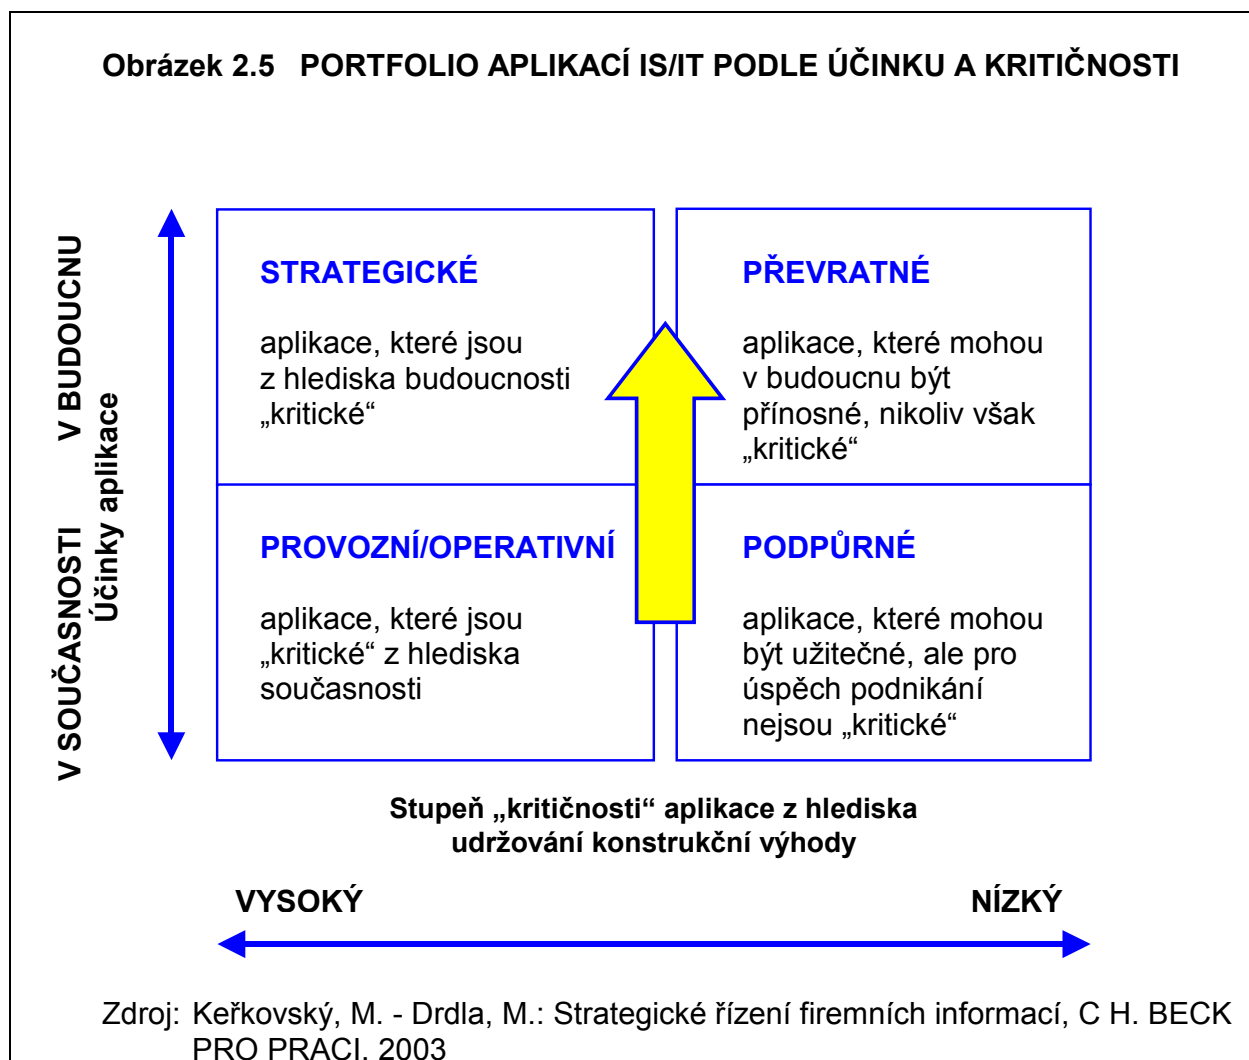 Obrázek 2.5 PORTFOLIO APLIKACÍ IS/IT PODLE ÚČINKU A KRITIČNOSTI
V BUDOUCNU
V SOUČASNOSTI
Účinky aplikace
STRATEGICKÉ
aplikace, které jsou
z hlediska budoucnosti
„kritické“
PŘEVRATNÉ
aplikace, které mohou
v budoucnu být
přínosné, nikoliv však
„kritické“
PROVOZNÍ/OPERATIVNÍ
aplikace, které jsou
„kritické“ z hlediska
současnosti
PODPŮRNÉ
aplikace, které mohou
být užitečné, ale pro
úspěch podnikání
nejsou „kritické“
Stupeň „kritičnosti“ aplikace z hlediska
udržování konstrukční výhody
VYSOKÝ
NÍZKÝ
Zdroj: Keřkovský, M. - Drdla, M.: Strategické řízení firemních informací, C H. BECK
PRO PRACI, 2003